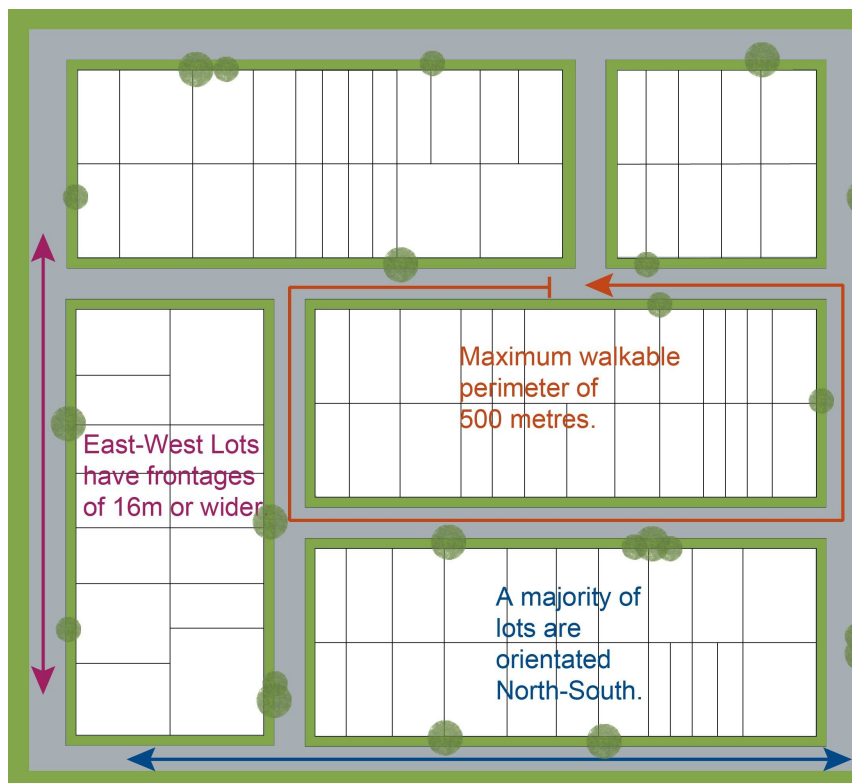 Maximum walkable
perimeter of
500 metres.
East-West Lots
have frontages
of 16m or wider
A majority of
lots are
orientated
North-South.